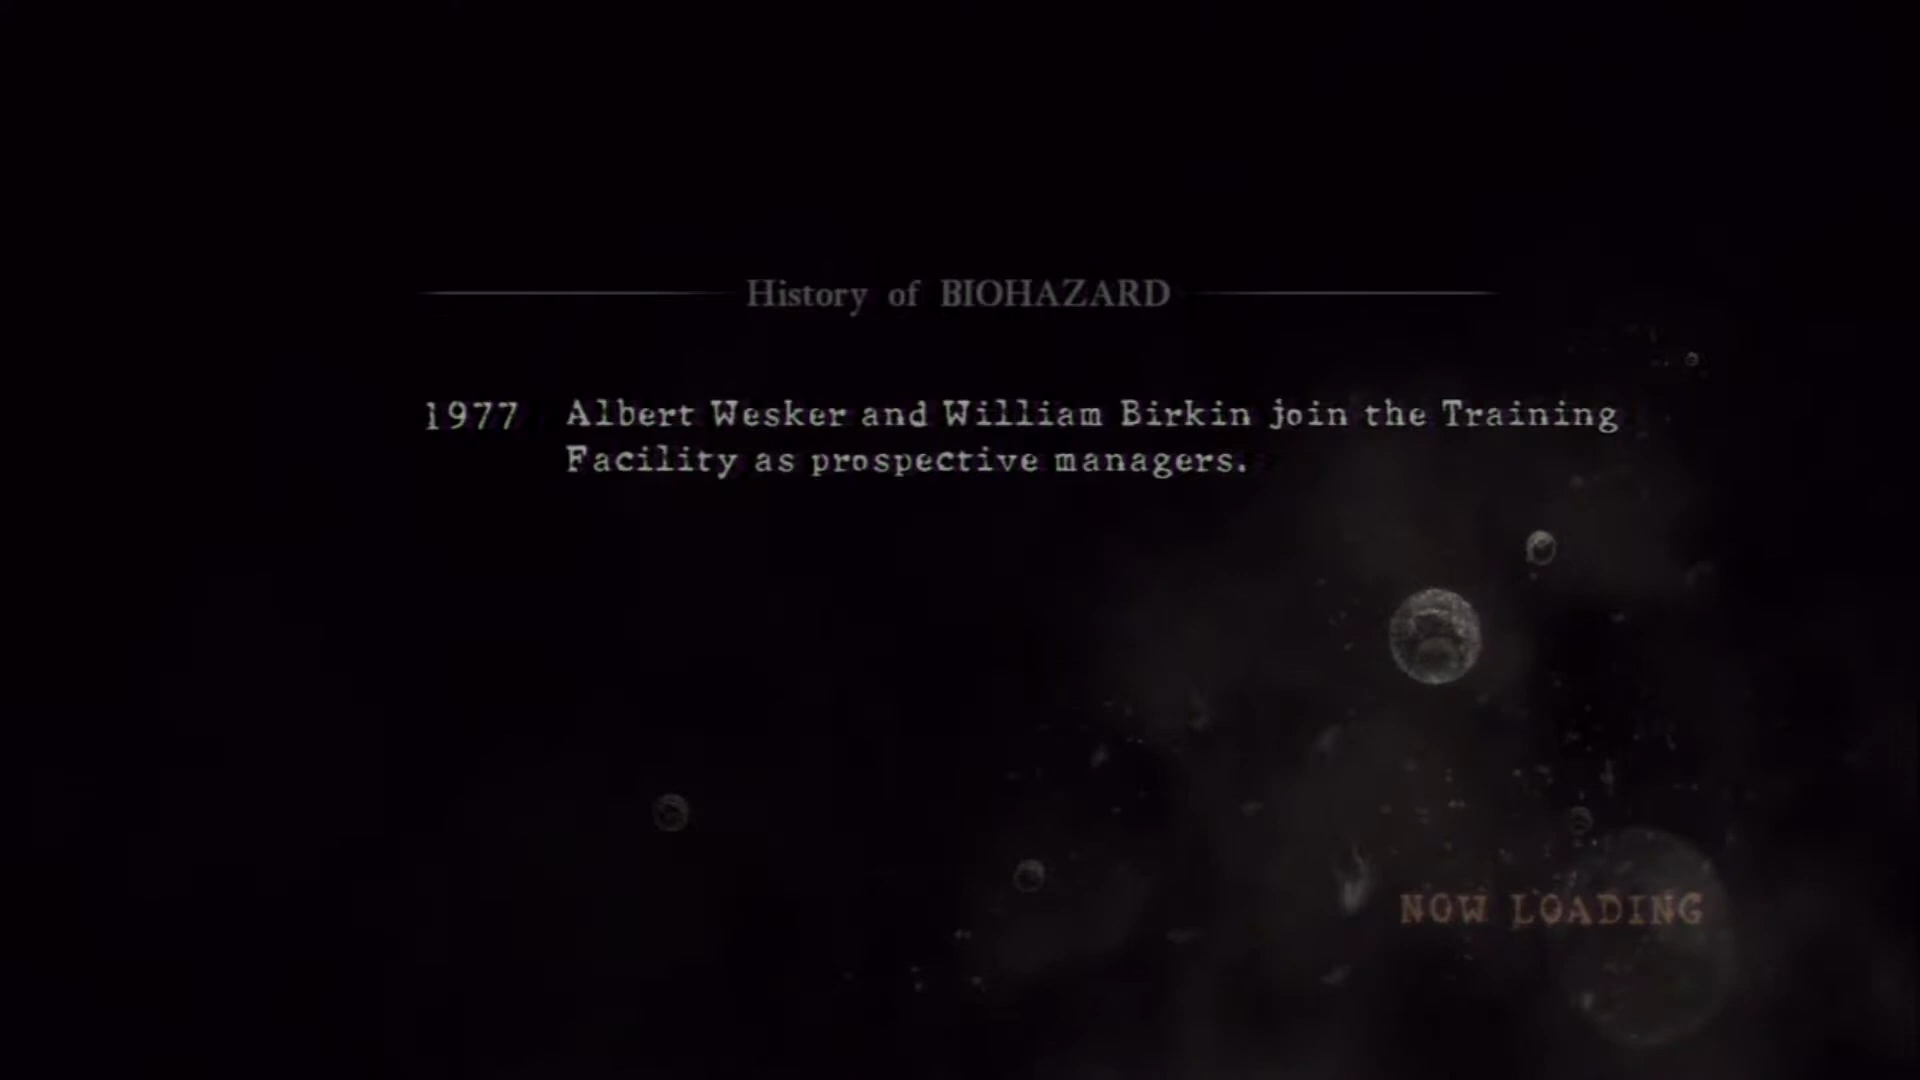 History of BIOHAZARD
1977 Albert Wesker and William Birkin join the Training
Facility as prospective managers.
NOW LOADING